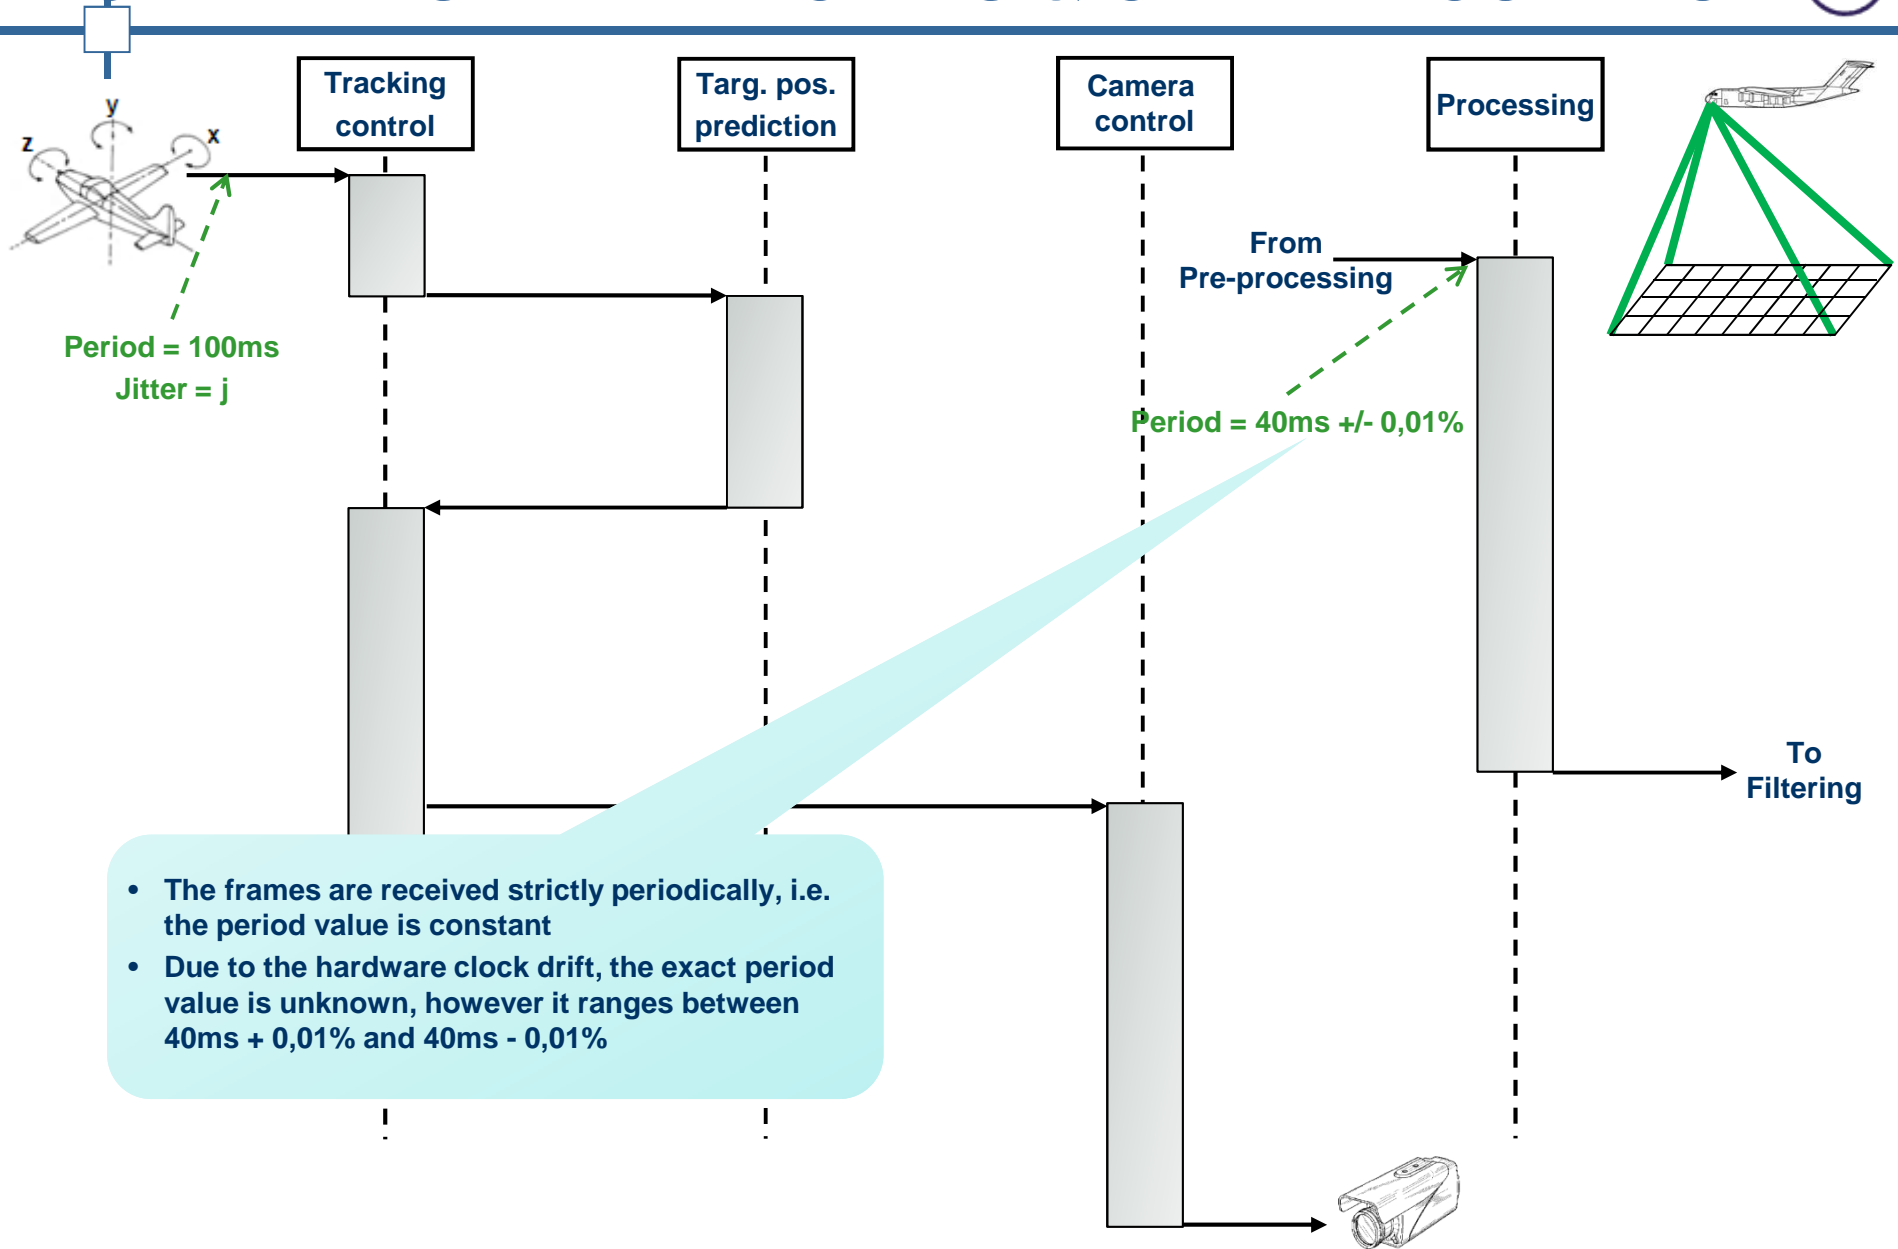 Tracking
control
Targ. pos.
prediction
Camera
control
Processing
y
z
x
From
Pre-processing
Period = 100ms
Jitter = j
Period = 40ms +/- 0,01%
To
Filtering
• The frames are received strictly periodically, i.e.
the period value is constant
• Due to the hardware clock drift, the exact period
value is unknown, however it ranges between
40ms + 0,01% and 40ms - 0,01%